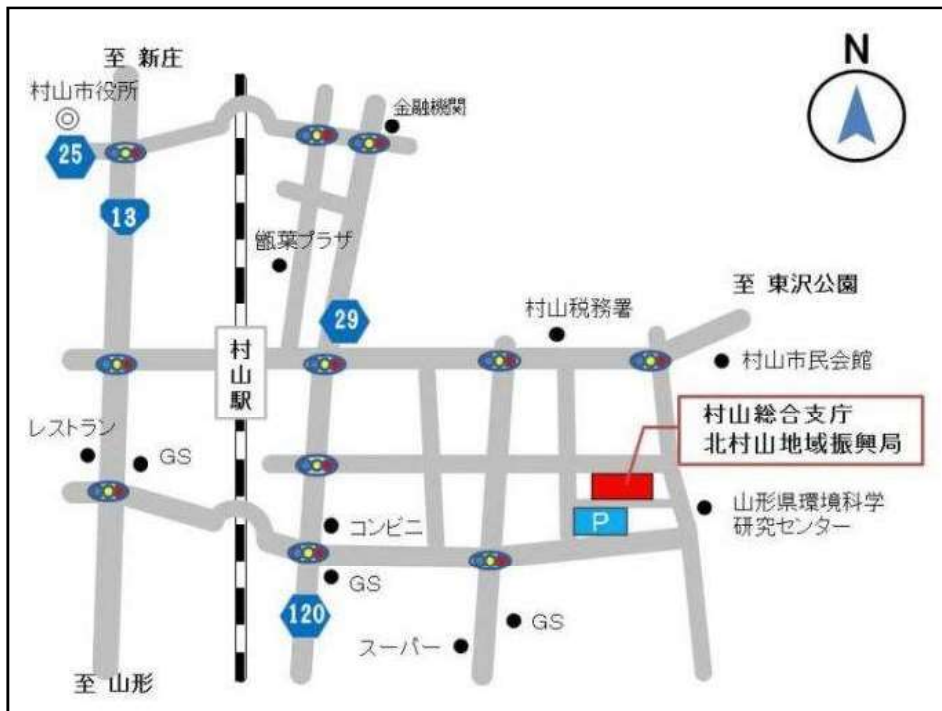 至 新庄
村山市役所
N
金融機関
25
13
甑葉プラザ
至 東沢公園
29
村山税務署
村山駅
村山市民会館
村山総合支庁
北村山地域振興局
レストラン
GS
山形県環境科学
研究センター
P
コンビニ
GS
120
GS
スーパー
至 山形